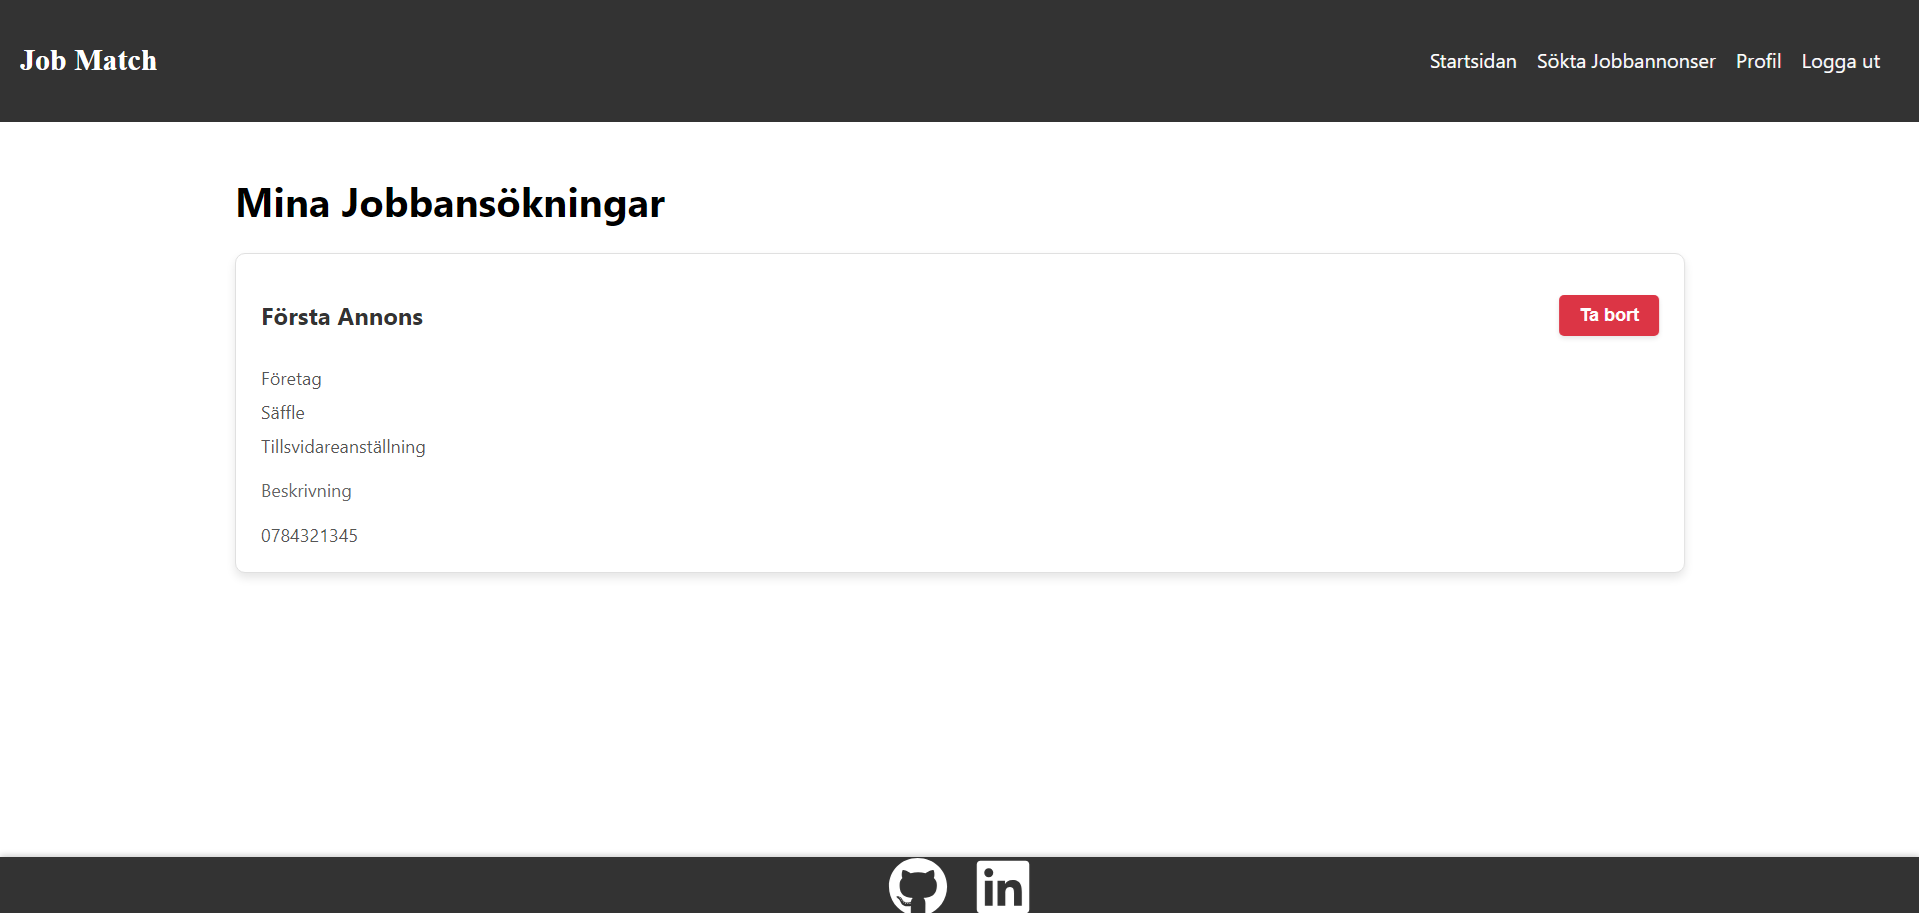 Job Match
Startsidan Sökta Jobbannonser Profil Logga ut
Mina Jobbansökningar
Första Annons
Ta bort
Företag
Säffle
Tillsvidareanställning
Beskrivning
0784321345
in